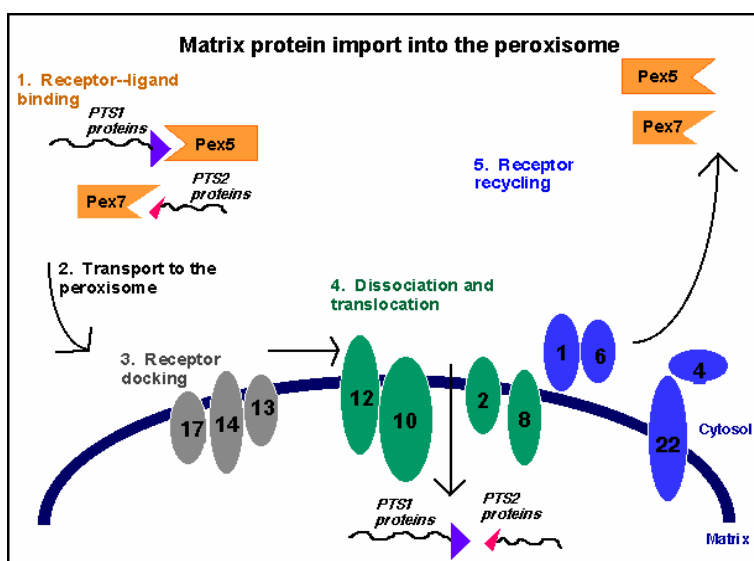 Matrix protein import into the peroxisome
1. Receptor--ligand
binding
PTS1
proteins
Pex5
Pex7
PTS2
proteins
Pex5
Pex7
5. Receptor
recycling
2. Transport to the
peroxisome
4. Dissociation and
translocation
3. Receptor
docking
17
14
13
12
10
2
8
1
6
4
22
Cytosol
PTS1
proteins
PTS2
proteins
Matrix